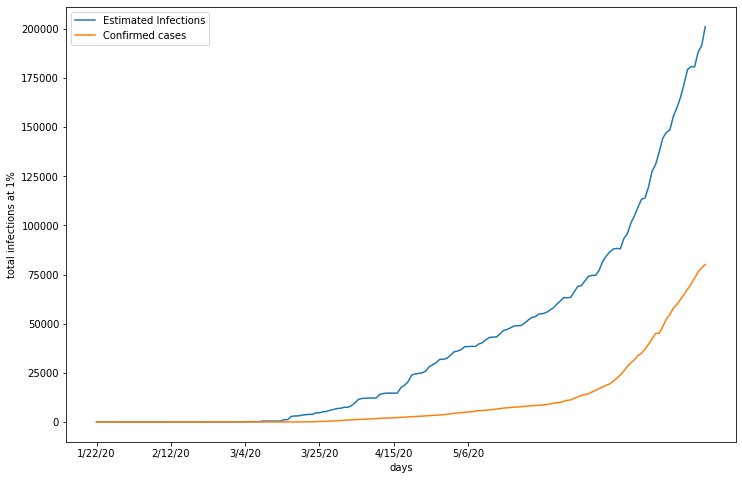 Estimated Infections
Confirmed cases
200000
175000
150000
125000
100000
75000
50000
25000
0
total infections at 1%
1/22/20 2/12/20 3/4/20 3/25/20 4/15/20 5/6/20
days